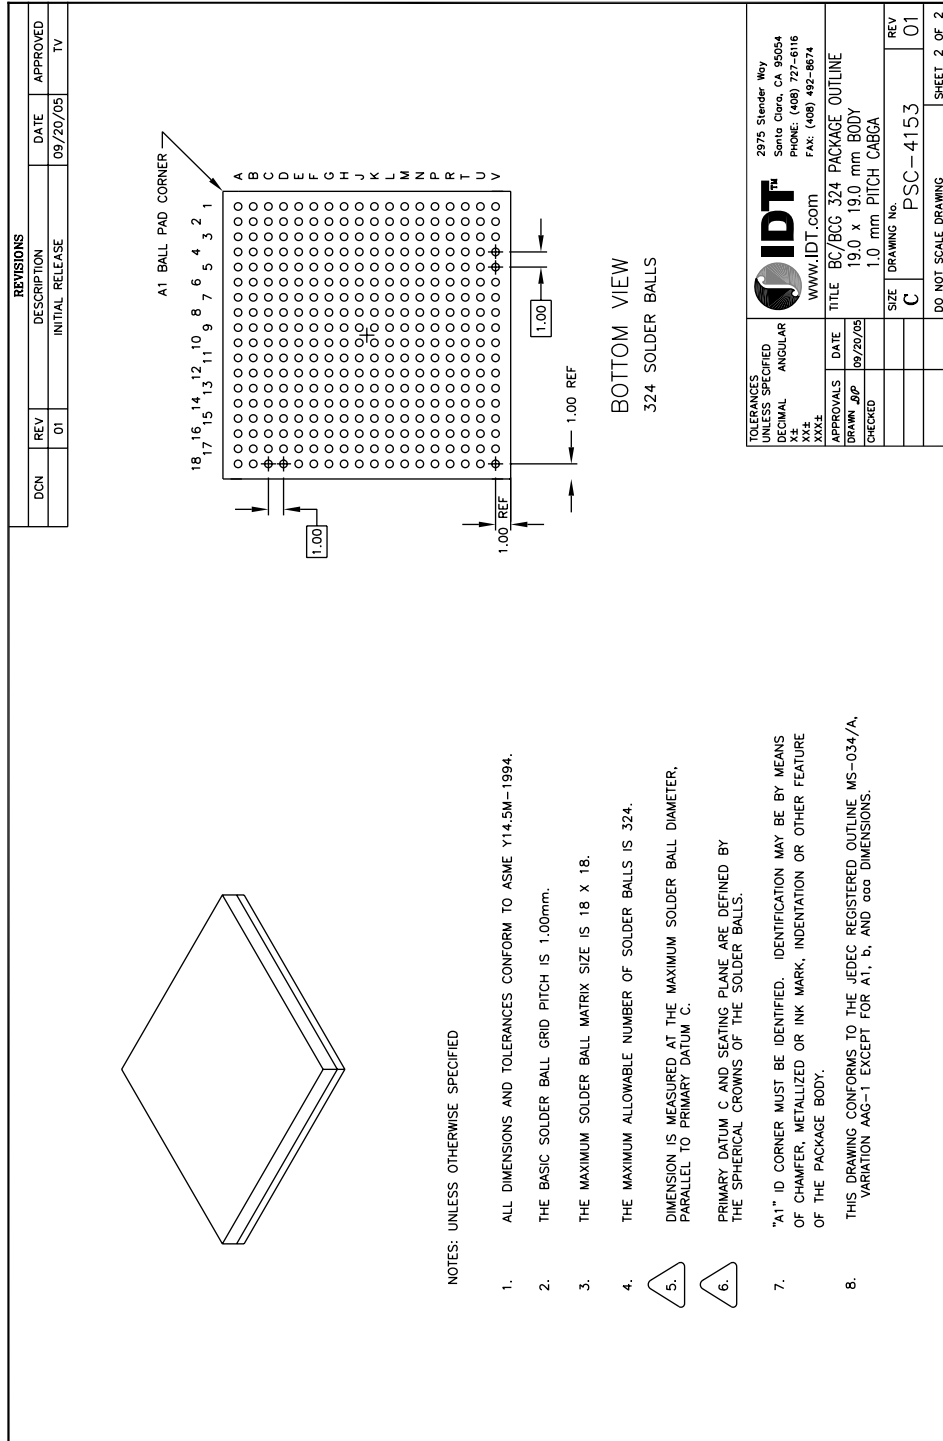 REVISIONS
DCN REV DESCRIPTION DATE APPROVED
01 INITIAL RELEASE 09/20/05 TV
A1 BALL PAD CORNER
18 17 16 15 14 13 12 11 10 9 8 7 6 5 4 3 2 1
A
B
C
D
E
F
G
H
J
K
L
M
N
P
R
T
U
V
1.00
1.00
1.00 REF
1.00 REF
BOTTOM VIEW
324 SOLDER BALLS
NOTES: UNLESS OTHERWISE SPECIFIED
1. ALL DIMENSIONS AND TOLERANCES CONFORM TO ASME Y14.5M-1994.
2. THE BASIC SOLDER BALL GRID PITCH IS 1.00mm.
3. THE MAXIMUM SOLDER BALL MATRIX SIZE IS 18 X 18.
4. THE MAXIMUM ALLOWABLE NUMBER OF SOLDER BALLS IS 324.
5. DIMENSION IS MEASURED AT THE MAXIMUM SOLDER BALL DIAMETER,
PARALLEL TO PRIMARY DATUM C.
6. PRIMARY DATUM C AND SEATING PLANE ARE DEFINED BY
THE SPHERICAL CROWNS OF THE SOLDER BALLS.
7. "A1" ID CORNER MUST BE IDENTIFIED. IDENTIFICATION MAY BE BY MEANS
OF CHAMFER, METALLIZED OR INK MARK, INDENTATION OR OTHER FEATURE
OF THE PACKAGE BODY.
8. THIS DRAWING CONFORMS TO THE JEDEC REGISTERED OUTLINE MS-034/A,
VARIATION AAG-1 EXCEPT FOR A1, b, AND aaa DIMENSIONS.
TOLERANCES
UNLESS SPECIFIED
DECIMAL ANGULAR
X±
XX±
XXX±
APPROVALS DATE
DRAWN 09/20/05
CHECKED
IDT TM
www.IDT.com
2975 Stender Way
Santa Clara, CA 95054
PHONE: (408) 727-6116
FAX: (408) 492-8674
TITLE BC/BCG 324 PACKAGE OUTLINE
19.0 x 19.0 mm BODY
1.0 mm PITCH CABGA
SIZE DRAWING No. REV
C PSC-4153 01
DO NOT SCALE DRAWING SHEET 2 OF 2